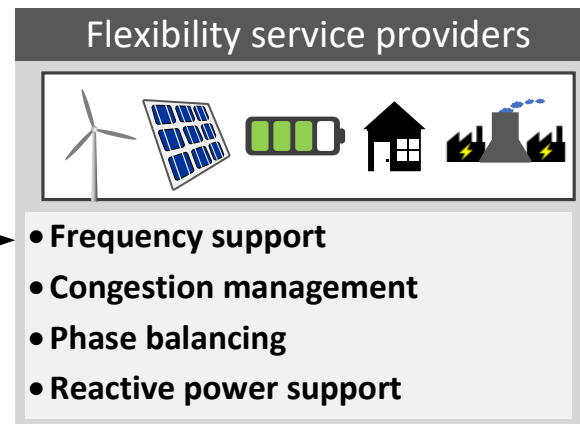 Flexibility service providers
• Frequency support
• Congestion management
• Phase balancing
• Reactive power support